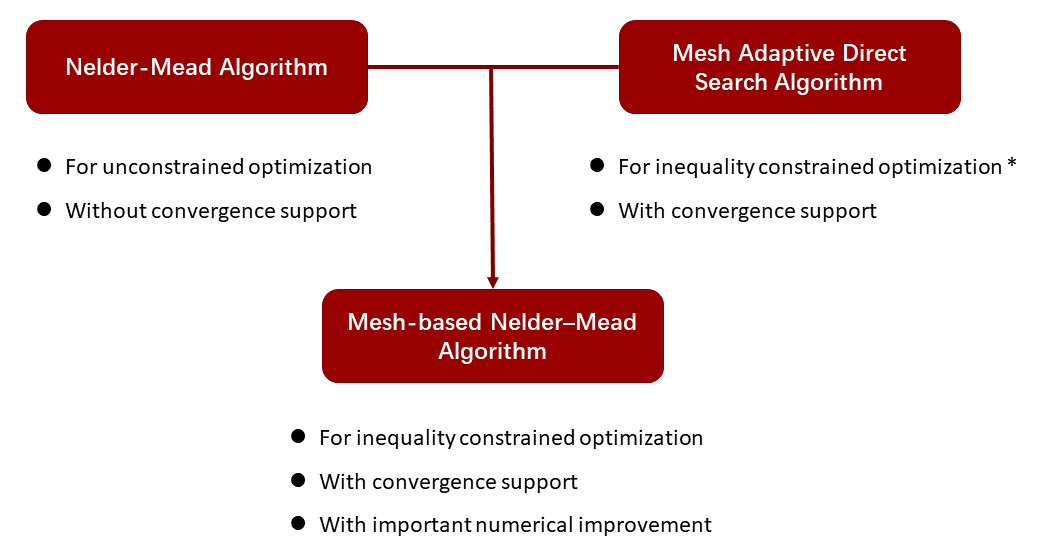 Nelder-Mead Algorithm
Mesh Adaptive Direct
Search Algorithm
● For unconstrained optimization
● Without convergence support
● For inequality constrained optimization *
● With convergence support
Mesh-based Nelder–Mead
Algorithm
● For inequality constrained optimization
● With convergence support
● With important numerical improvement